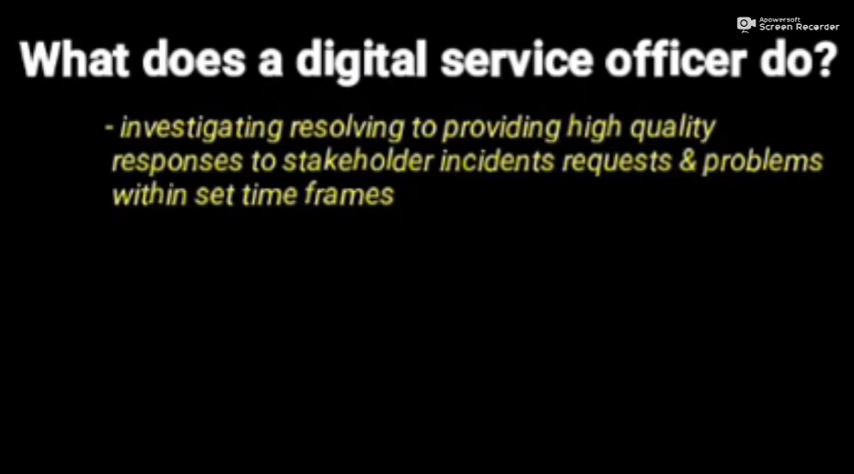 Apowersoft
Screen Recorder
What does a digital service officer do?
- investigating resolving to providing high quality
responses to stakeholder incidents requests & problems
within set time frames